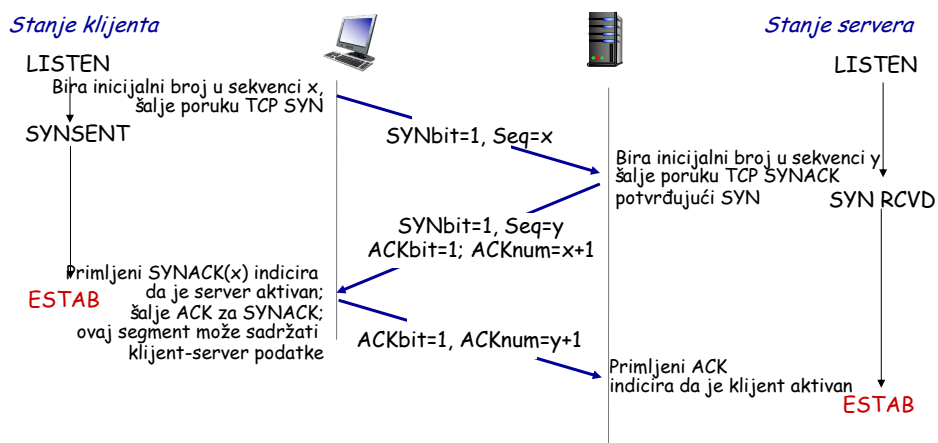 Stanje klijenta
Stanje servera
LISTEN
LISTEN
Bira inicijalni broj u sekvenci x,
šalje poruku TCP SYN
SYNSENT
SYNbit=1, Seq=x
Bira inicijalni broj u sekvenci y
šalje poruku TCP SYNACK
potvrđujući SYN
SYN RCVD
SYNbit=1, Seq=y
ACKbit=1; ACKnum=x+1
Primljeni SYNACK(x) indicira
da je server aktivan;
šalje ACK za SYNACK;
ovaj segment može sadržati
klijent-server podatke
ESTAB
ACKbit=1, ACKnum=y+1
Primljeni ACK
indicira da je klijent aktivan
ESTAB